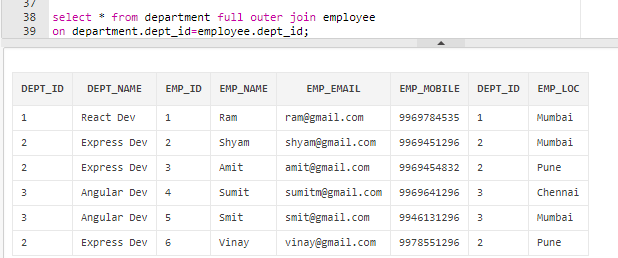 37
38 select * from department full outer join employee
39 on department.dept_id=employee.dept_id;
DEPT_ID DEPT_NAME EMP_ID EMP_NAME EMP_EMAIL EMP_MOBILE DEPT_ID EMP_LOC
1 React Dev 1 Ram ram@gmail.com 9969784535 1 Mumbai
2 Express Dev 2 Shyam shyam@gmail.com 9969451296 2 Mumbai
2 Express Dev 3 Amit amit@gmail.com 9969454832 2 Pune
3 Angular Dev 4 Sumit sumitm@gmail.com 9969641296 3 Chennai
3 Angular Dev 5 Smit smit@gmail.com 9946131296 3 Mumbai
2 Express Dev 6 Vinay vinay@gmail.com 9978551296 2 Pune